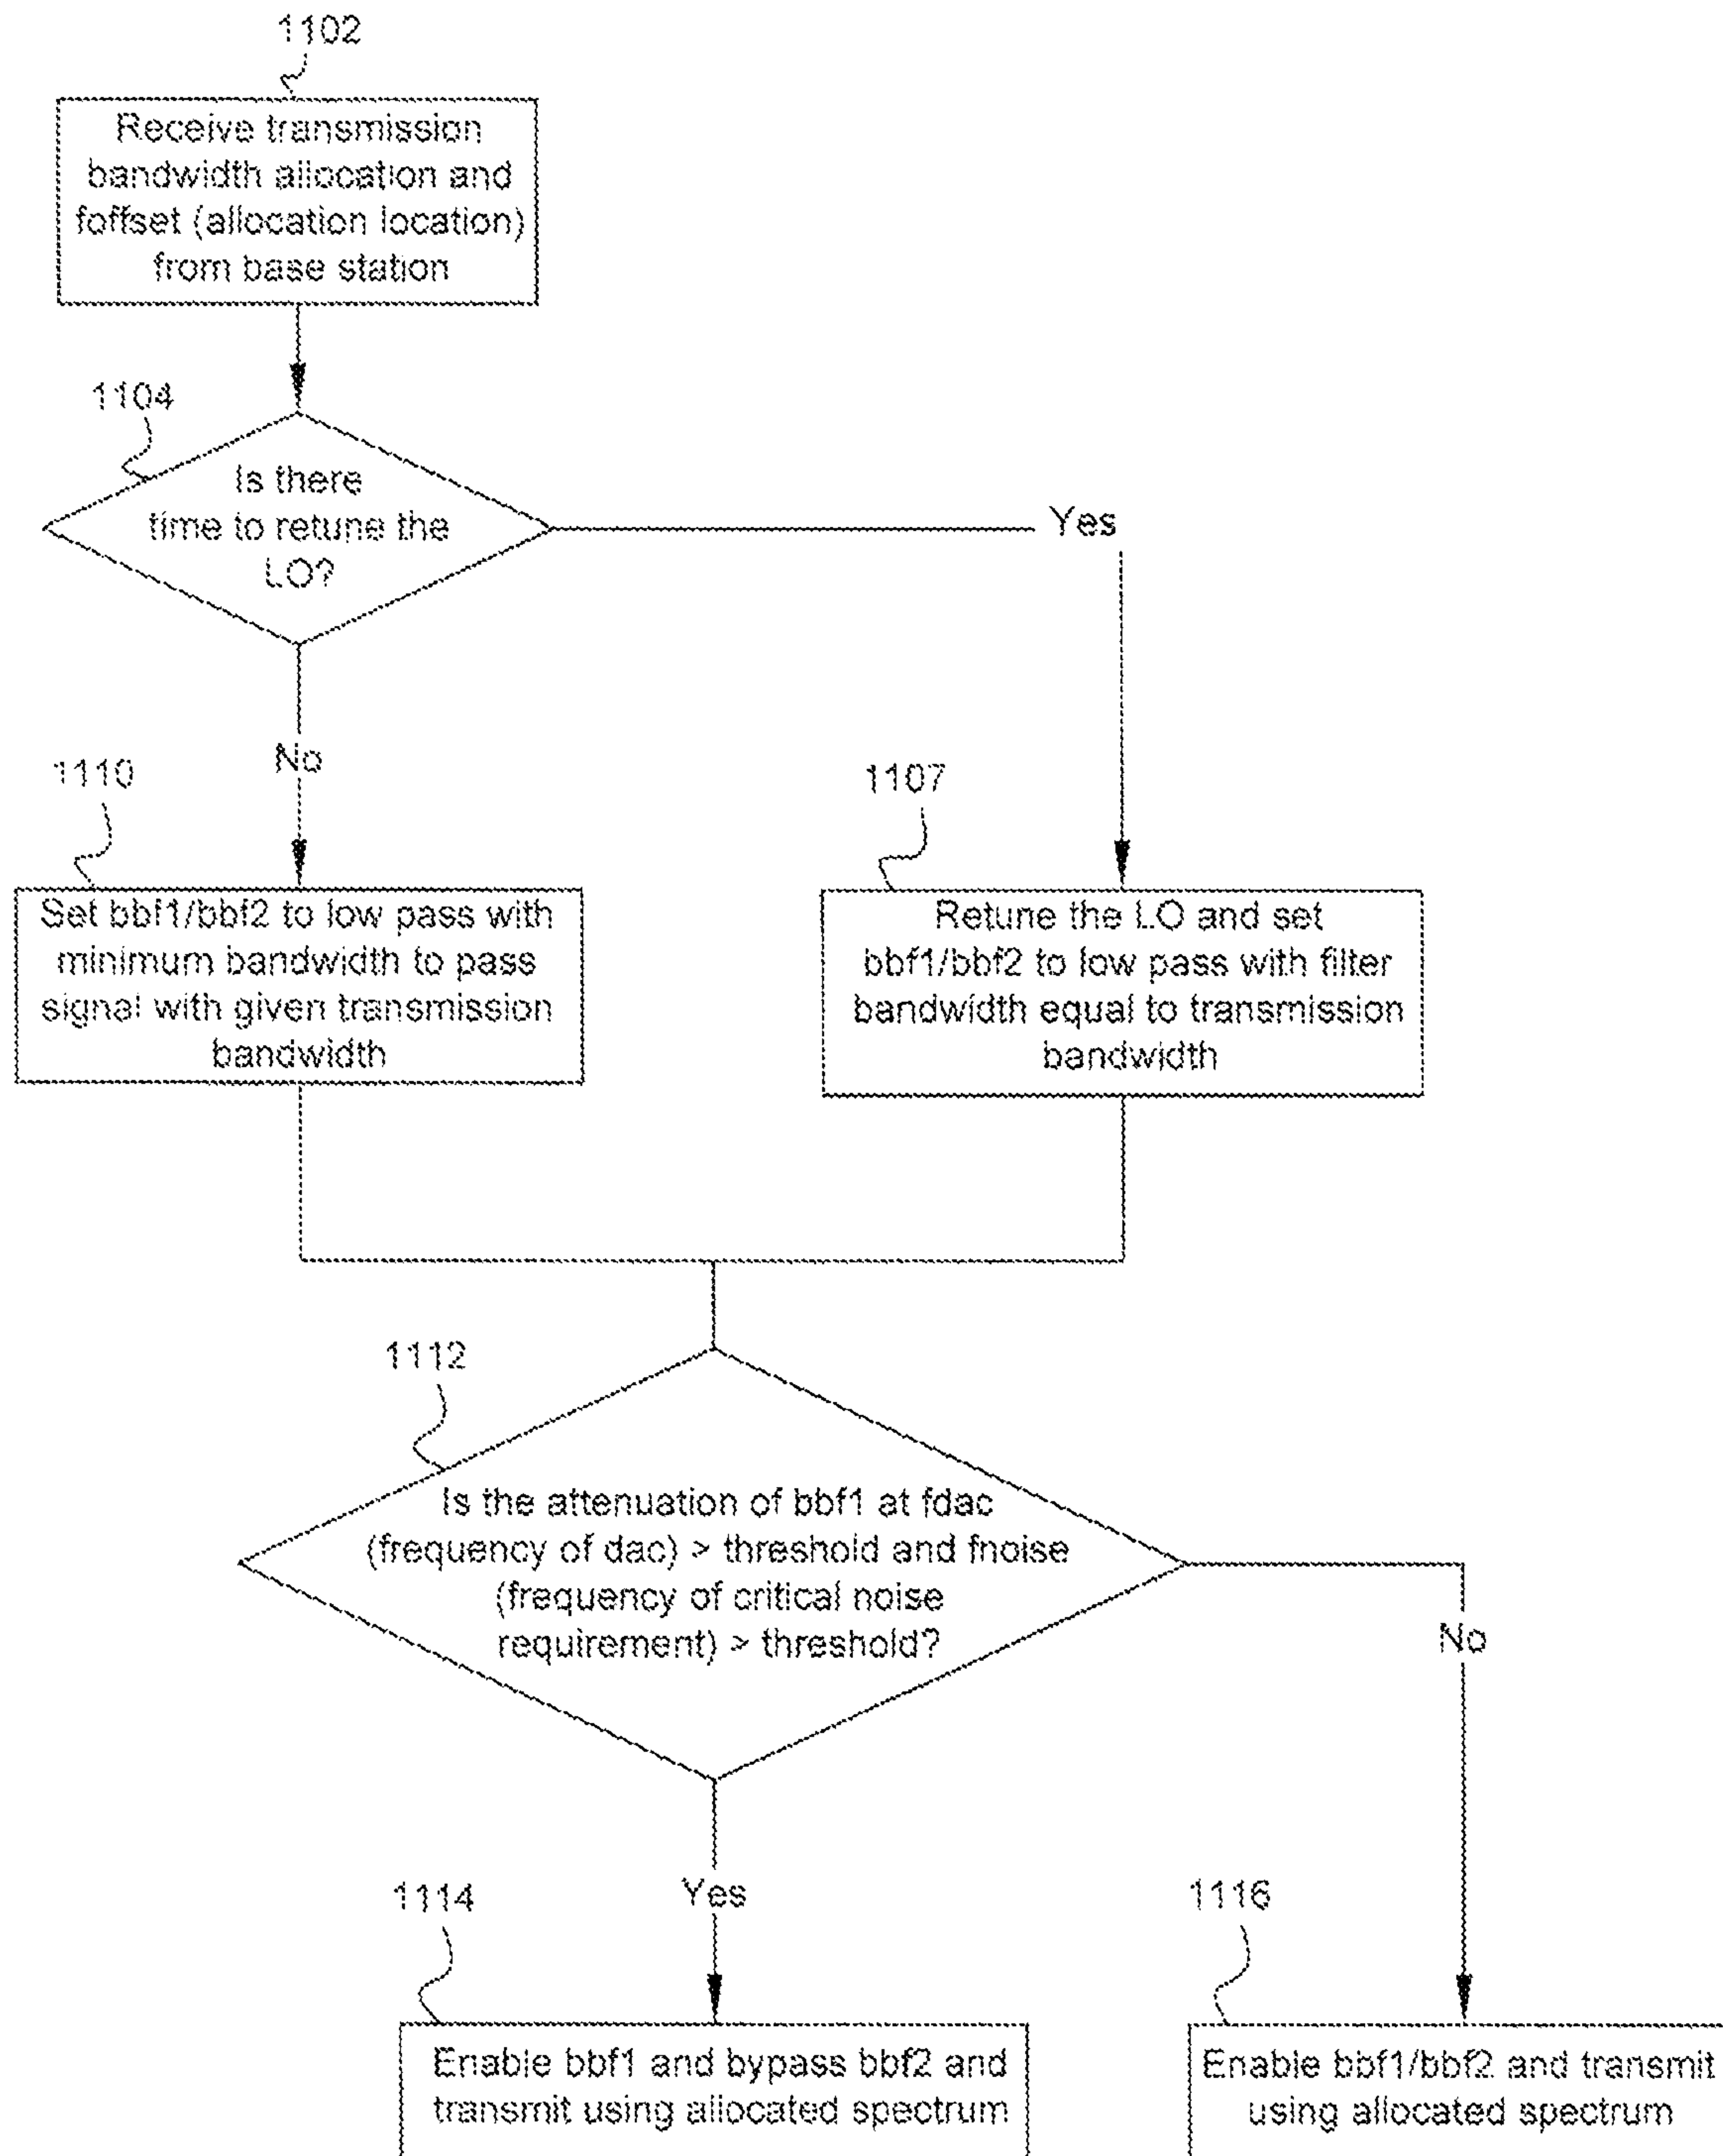 1102
Receive transmission
bandwidth allocation and
foffset (allocation location)
from base station
1104
Is there
time to retune the
LO?
Yes
No
1110
Set bbf1/bbf2 to low pass with
minimum bandwidth to pass
signal with given transmission
bandwidth
1107
Retune the LO and set
bbf1/bbf2 to low pass with filter
bandwidth equal to transmission
bandwidth
1112
Is the attenuation of bbf1 at fdac
(frequency of dac) > threshold and fnoise
(frequency of critical noise
requirement) > threshold?
No
Yes
1114
Enable bbf1 and bypass bbf2 and
transmit using allocated spectrum
1116
Enable bbf1/bbf2 and transmit
using allocated spectrum